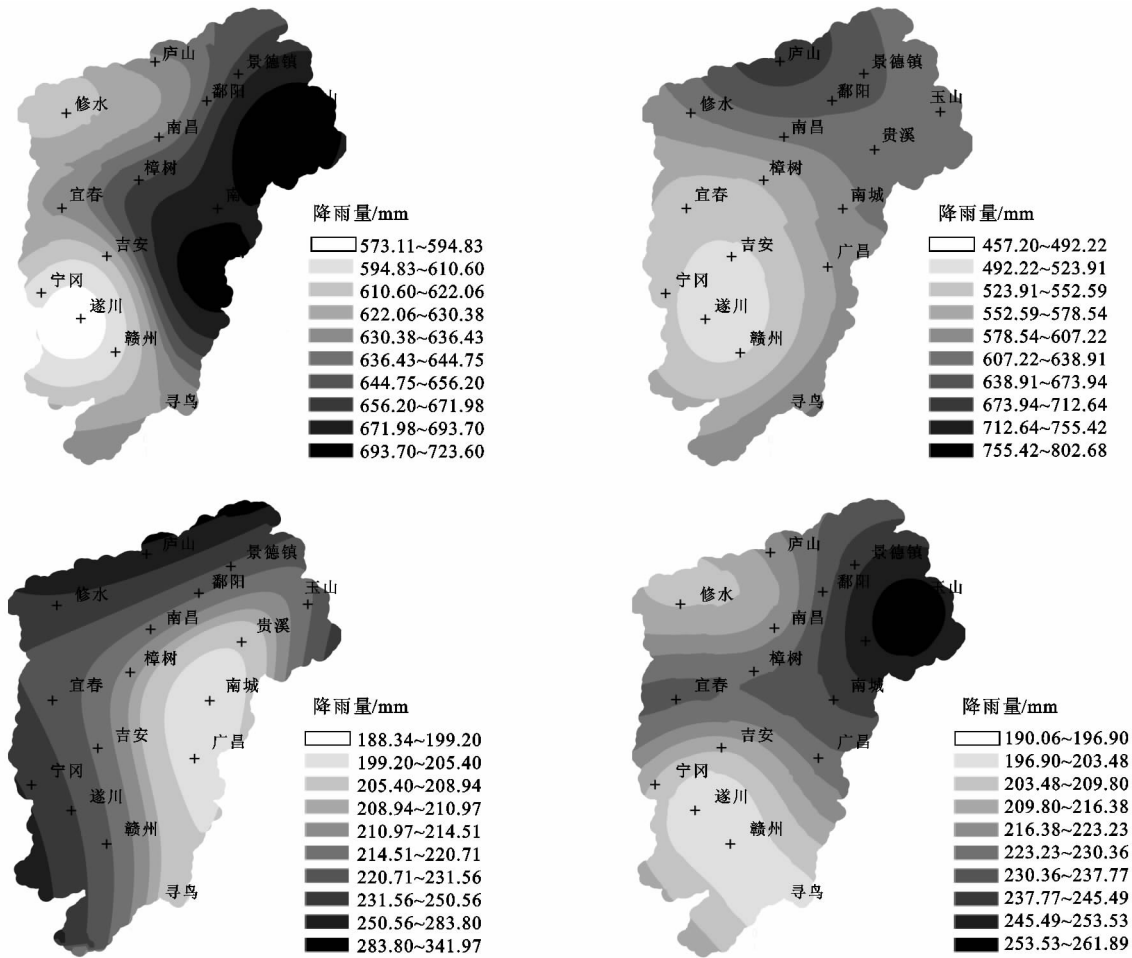 庐山
景德镇
修水
鄱阳
山
南昌
樟树
宜春
南
吉安
宁冈
遂川
赣州
寻乌
降雨量/mm
573.11~594.83
594.83~610.60
610.60~622.06
622.06~630.38
630.38~636.43
636.43~644.75
644.75~656.20
656.20~671.98
671.98~693.70
693.70~723.60
庐山
景德镇
修水
鄱阳
玉山
南昌
贵溪
樟树
宜春
南城
吉安
广昌
宁冈
遂川
赣州
寻乌
降雨量/mm
457.20~492.22
492.22~523.91
523.91~552.59
552.59~578.54
578.54~607.22
607.22~638.91
638.91~673.94
673.94~712.64
712.64~755.42
755.42~802.68
庐山
景德镇
修水
鄱阳
玉山
南昌
贵溪
樟树
宜春
南城
吉安
广昌
宁冈
遂川
赣州
寻乌
降雨量/mm
188.34~199.20
199.20~205.40
205.40~208.94
208.94~210.97
210.97~214.51
214.51~220.71
220.71~231.56
231.56~250.56
250.56~283.80
283.80~341.97
庐山
景德镇
修水
鄱阳
玉山
南昌
樟树
宜春
南城
吉安
广昌
宁冈
遂川
赣州
寻乌
降雨量/mm
190.06~196.90
196.90~203.48
203.48~209.80
209.80~216.38
216.38~223.23
223.23~230.36
230.36~237.77
237.77~245.49
245.49~253.53
253.53~261.89